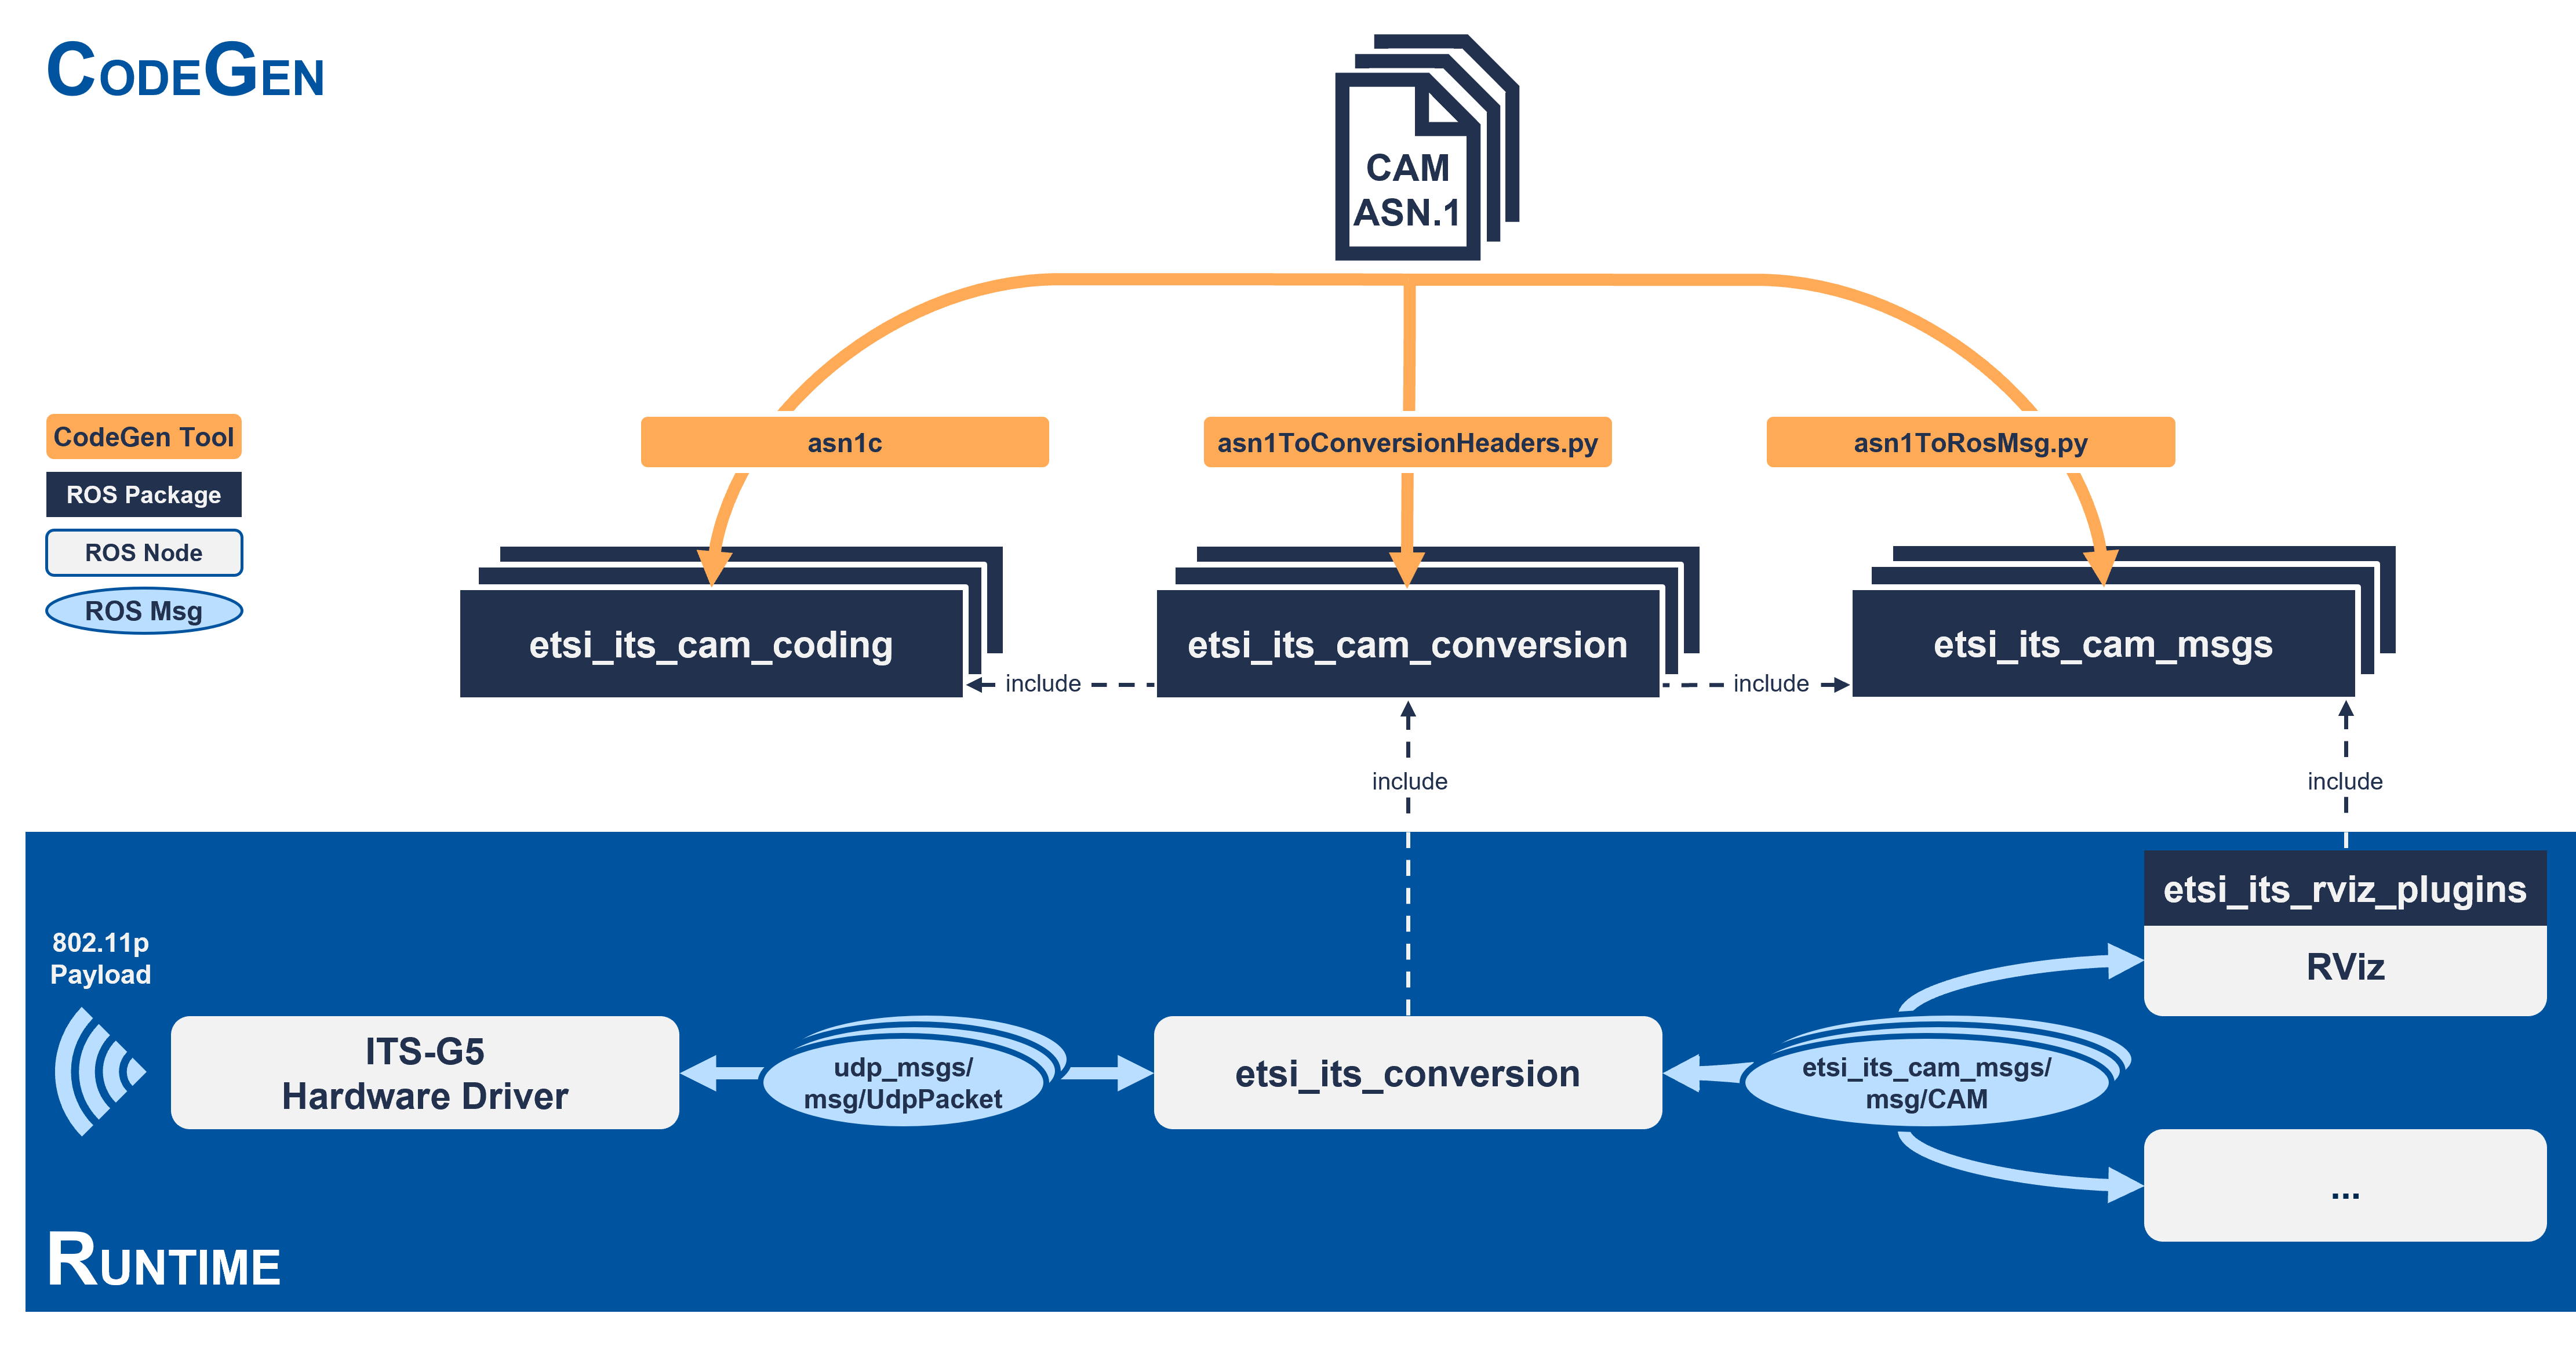 CODEGEN
CAM
ASN.1
CodeGen Tool
ROS Package
ROS Node
ROS Msg
asn1c
asn1ToConversionHeaders.py
asn1ToRosMsg.py
etsi_its_cam_coding
etsi_its_cam_conversion
etsi_its_cam_msgs
include
include
include
include
etsi_its_rviz_plugins
RViz
802.11p
Payload
ITS-G5
Hardware Driver
udp_msgs/
msg/UdpPacket
etsi_its_conversion
etsi_its_cam_msgs/
msg/CAM
...
RUNTIME